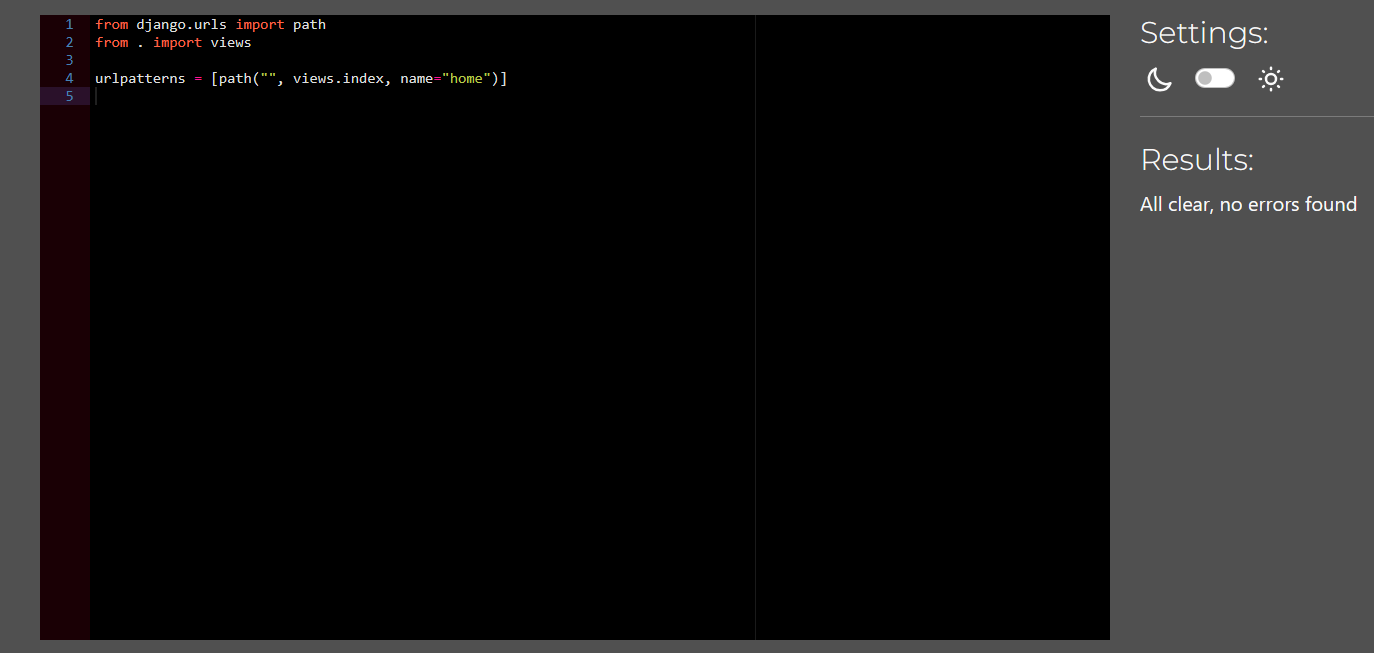 1 from django.urls import path
2 from . import views
3
4 urlpatterns = [path("", views.index, name="home")]
5
Settings:
Results:
All clear, no errors found